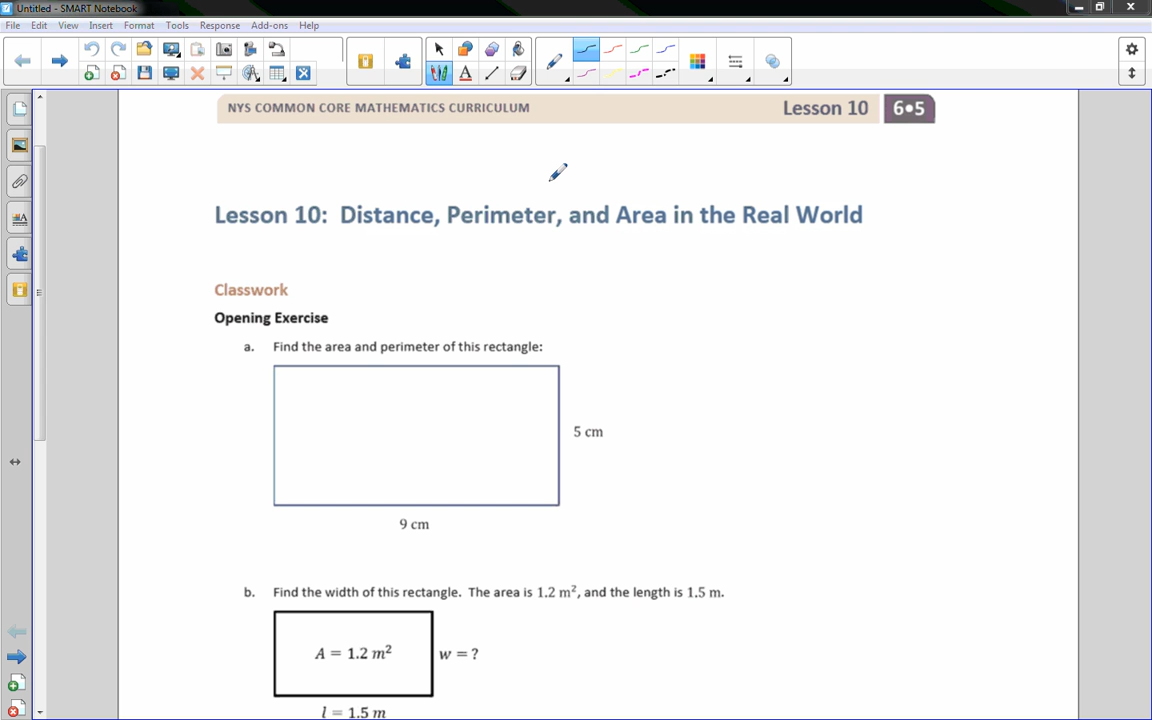 Untitled - SMART Notebook
File Edit View Insert Format Tools Response Add-ons Help
NYS COMMON CORE MATHEMATICS CURRICULUM Lesson 10 6•5
Lesson 10: Distance, Perimeter, and Area in the Real World
Classwork
Opening Exercise
a. Find the area and perimeter of this rectangle:
5 cm
9 cm
b. Find the width of this rectangle. The area is 1.2 m², and the length is 1.5 m.
A = 1.2 m² w = ?
l = 1.5 m